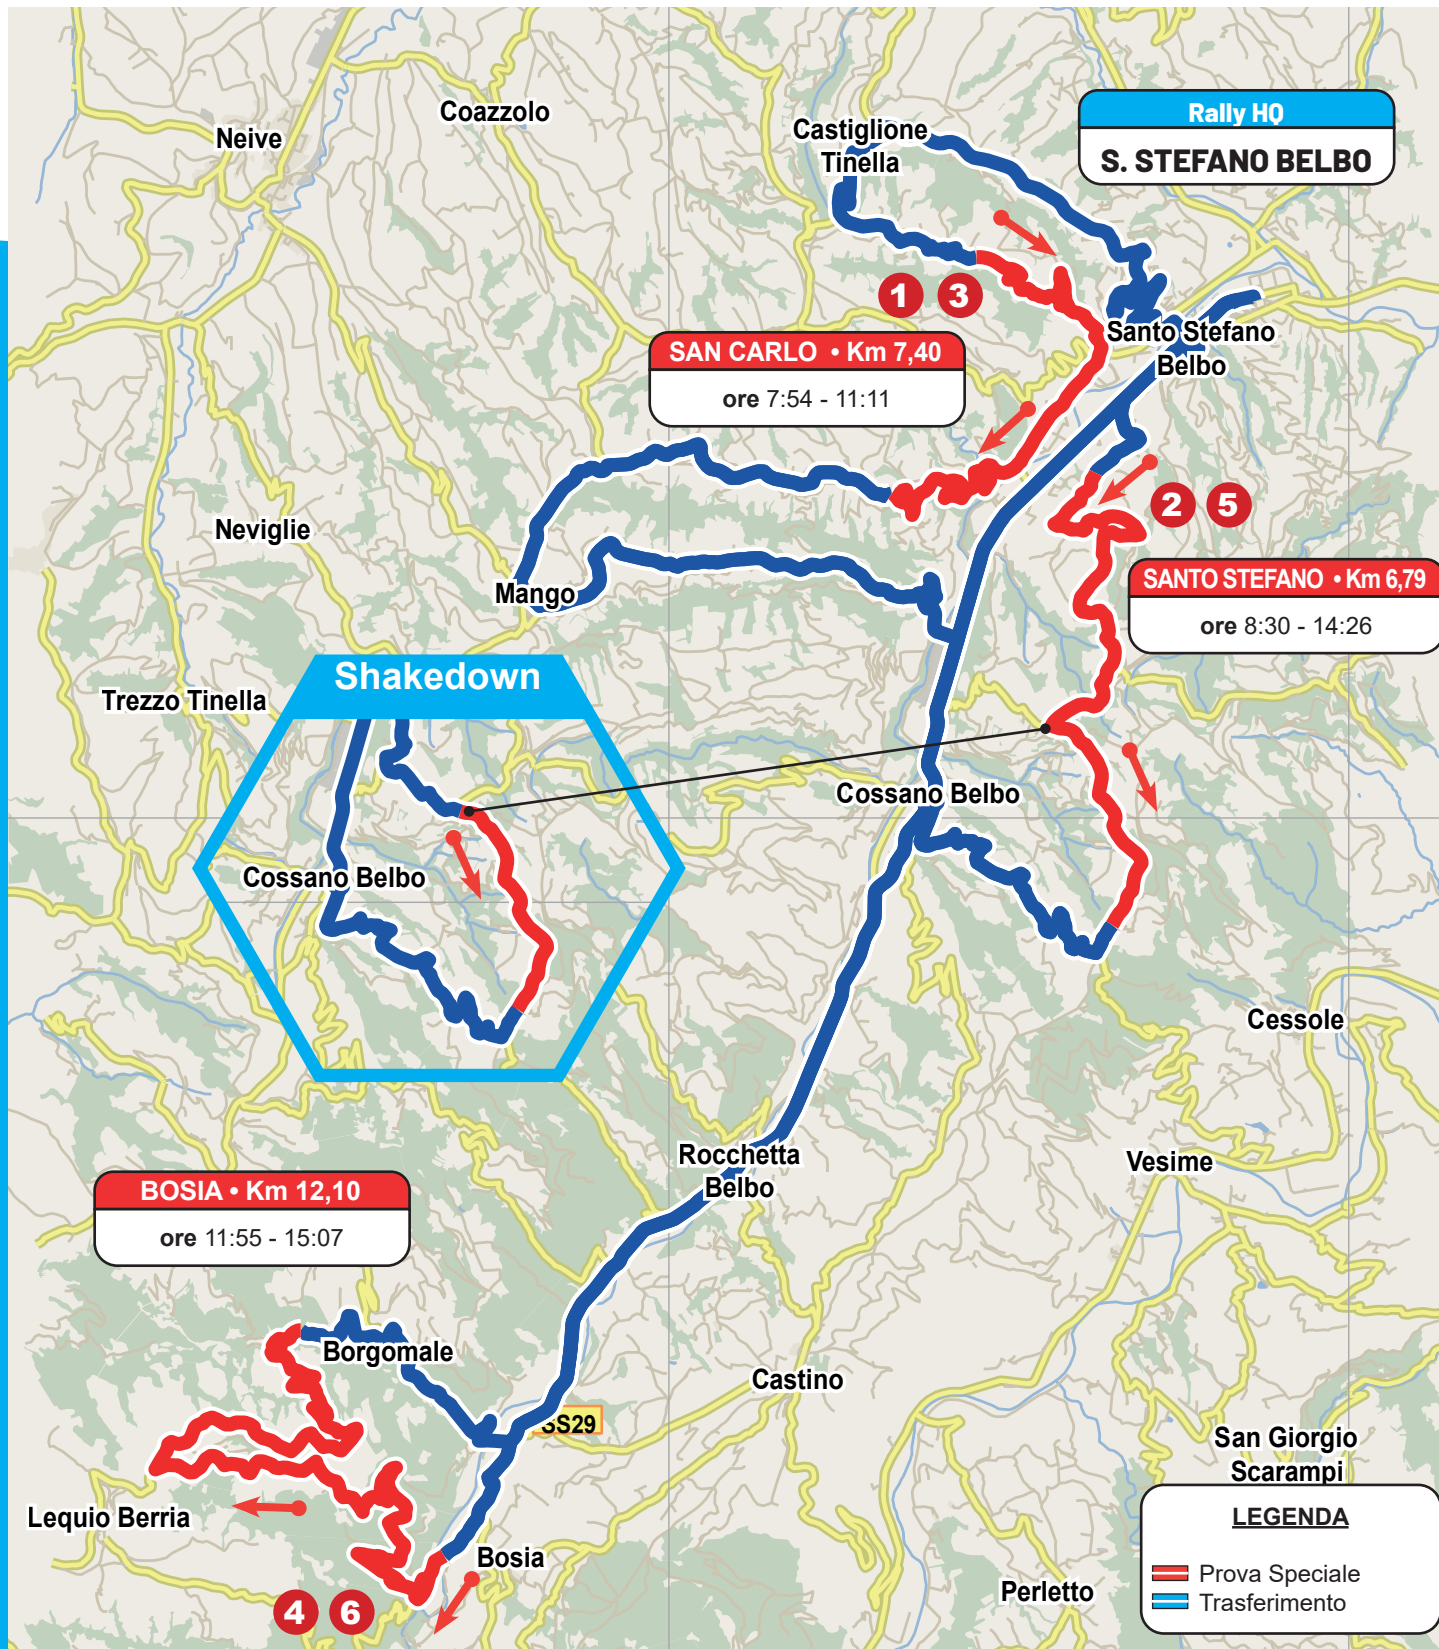 Coazzolo
Neive
Castiglione
Tinella
Rally HQ
S. STEFANO BELBO
1 3
SAN CARLO • Km 7,40
ore 7:54 - 11:11
Santo Stefano
Belbo
2 5
Neviglie
SANTO STEFANO • Km 6,79
ore 8:30 - 14:26
Mango
Shakedown
Trezzo Tinella
Cossano Belbo
Cossano Belbo
Cessole
Rocchetta
Belbo
Vesime
BOSIA • Km 12,10
ore 11:55 - 15:07
Borgomale
Castino
SS29
San Giorgio
Scarampi
Lequio Berria
Bosia
Perletto
4 6
LEGENDA
Prova Speciale
Trasferimento